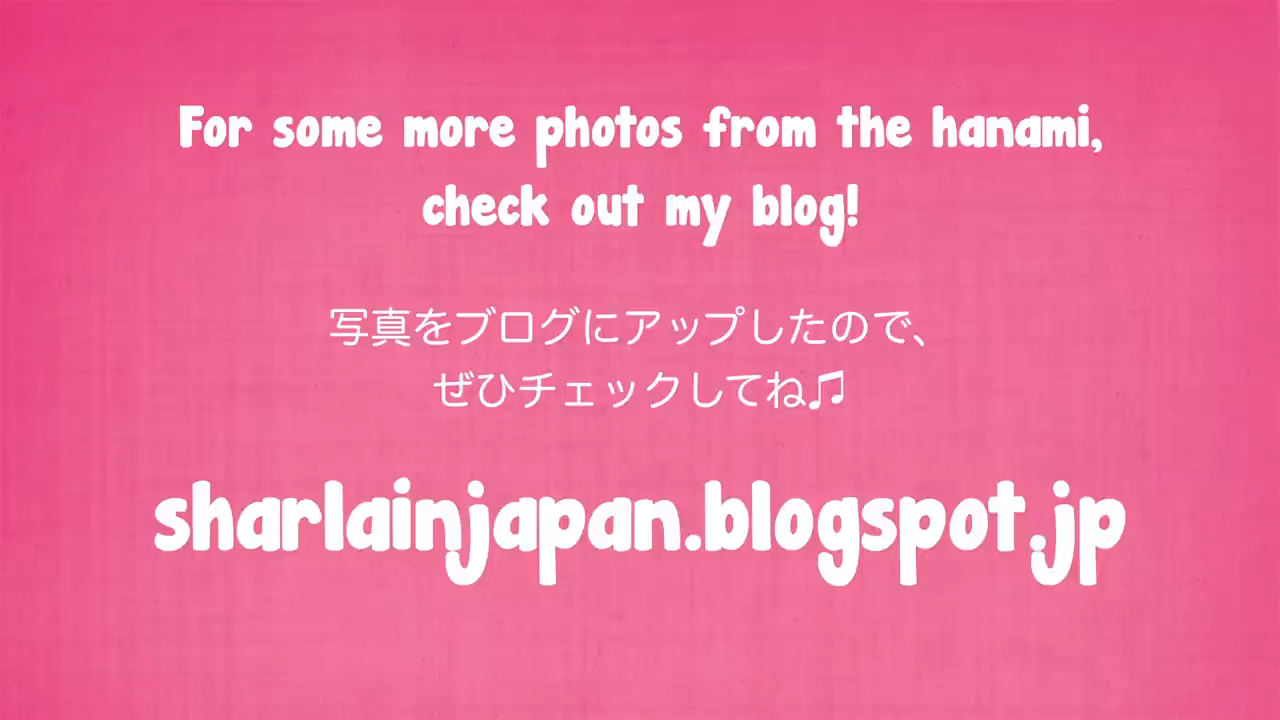 For some more photos from the hanami,
check out my blog!
写真をブログにアップしたので、
ぜひチェックしてね♫
sharlainjapan.blogspot.jp